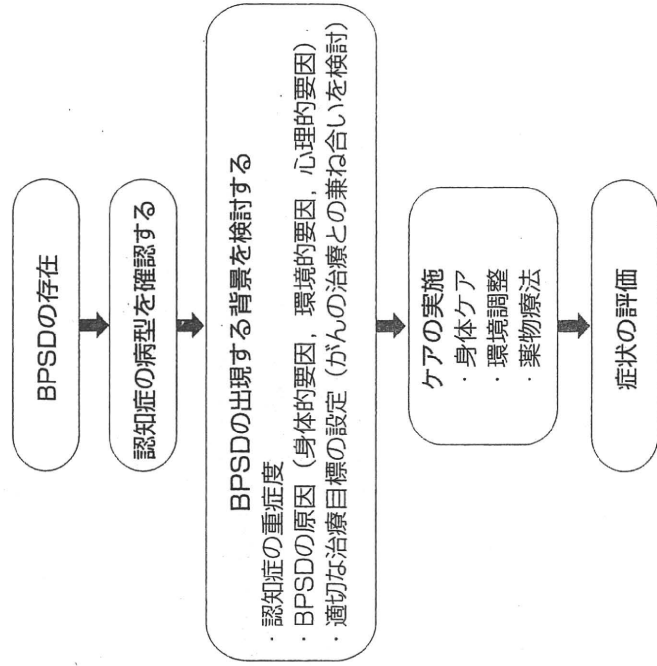 BPSDの存在
認知症の病型を確認する
BPSDの出現する背景を検討する
・認知症の重症度
・BPSDの原因（身体的要因，環境的要因，心理的要因）
・適切な治療目標の設定（がんの治療との兼ね合いを検討）
ケアの実施
・身体ケア
・環境調整
・薬物療法
症状の評価